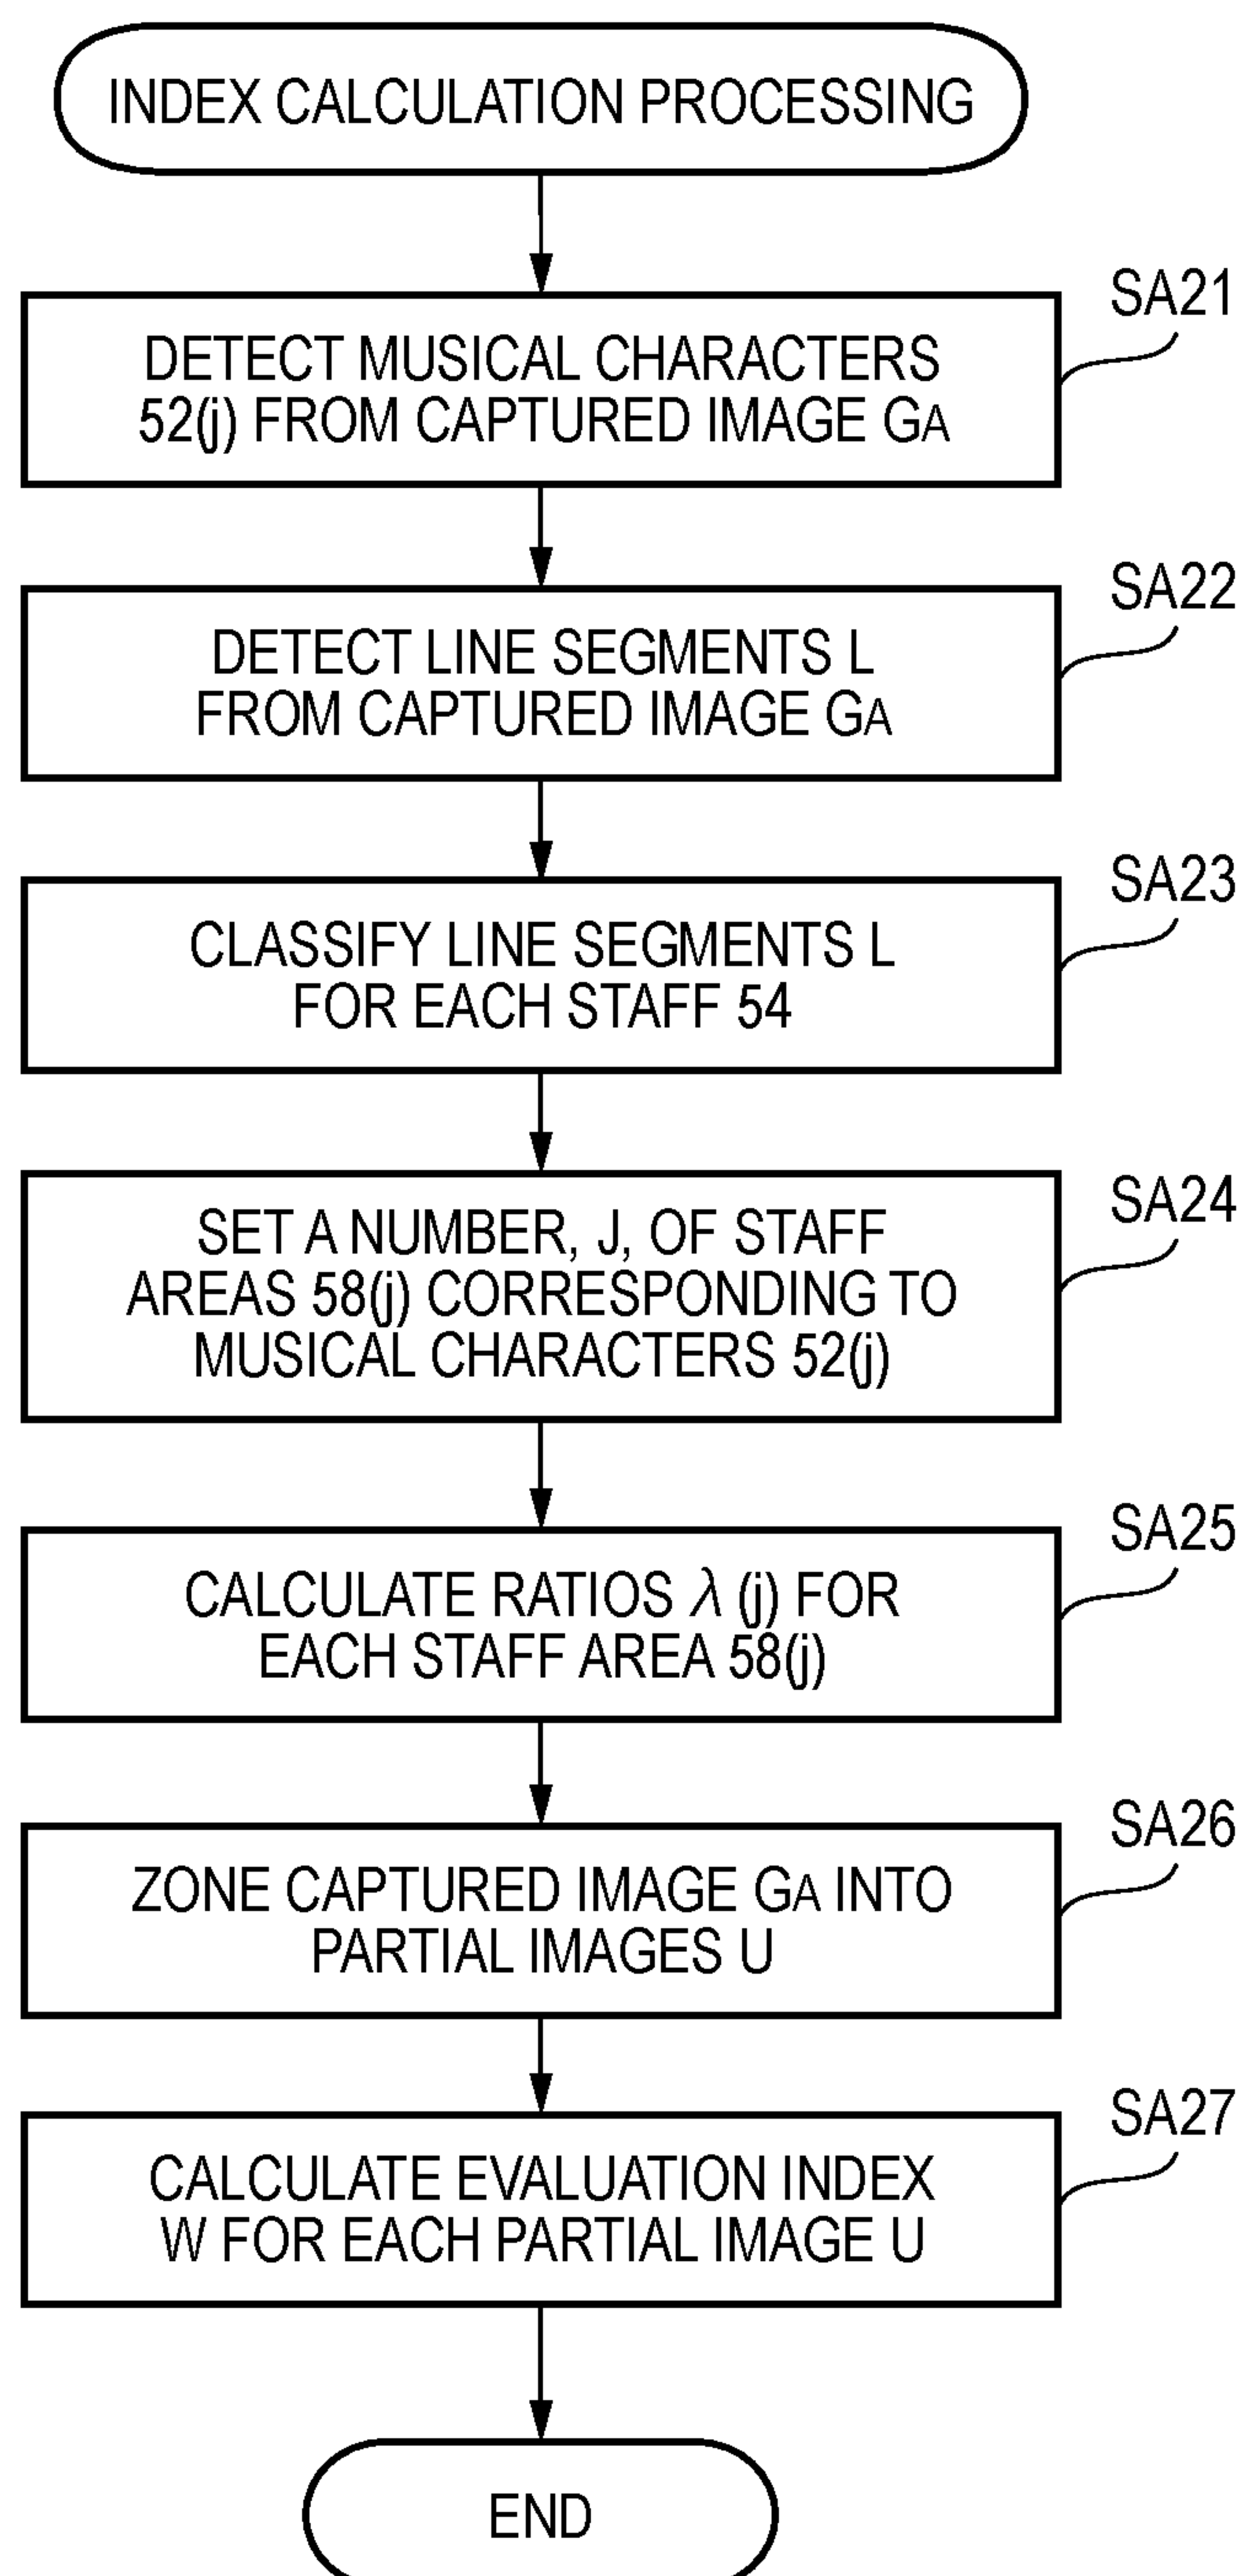 INDEX CALCULATION PROCESSING
SA21
DETECT MUSICAL CHARACTERS
52(j) FROM CAPTURED IMAGE GA
SA22
DETECT LINE SEGMENTS L
FROM CAPTURED IMAGE GA
SA23
CLASSIFY LINE SEGMENTS L
FOR EACH STAFF 54
SA24
SET A NUMBER, J, OF STAFF
AREAS 58(j) CORRESPONDING TO
MUSICAL CHARACTERS 52(j)
SA25
CALCULATE RATIOS λ (j) FOR
EACH STAFF AREA 58(j)
SA26
ZONE CAPTURED IMAGE GA INTO
PARTIAL IMAGES U
SA27
CALCULATE EVALUATION INDEX
W FOR EACH PARTIAL IMAGE U
END